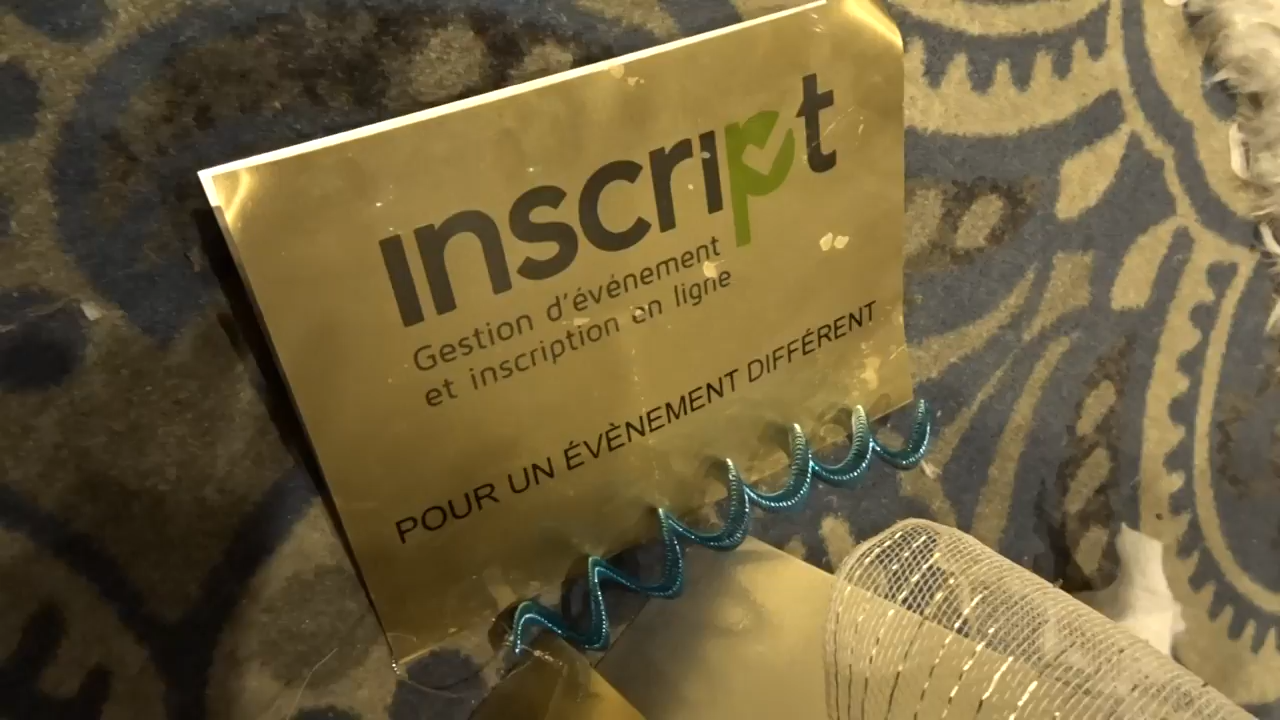 inscript
Gestion d'événement
et inscription en ligne
POUR UN ÉVÈNEMENT DIFFÉRENT